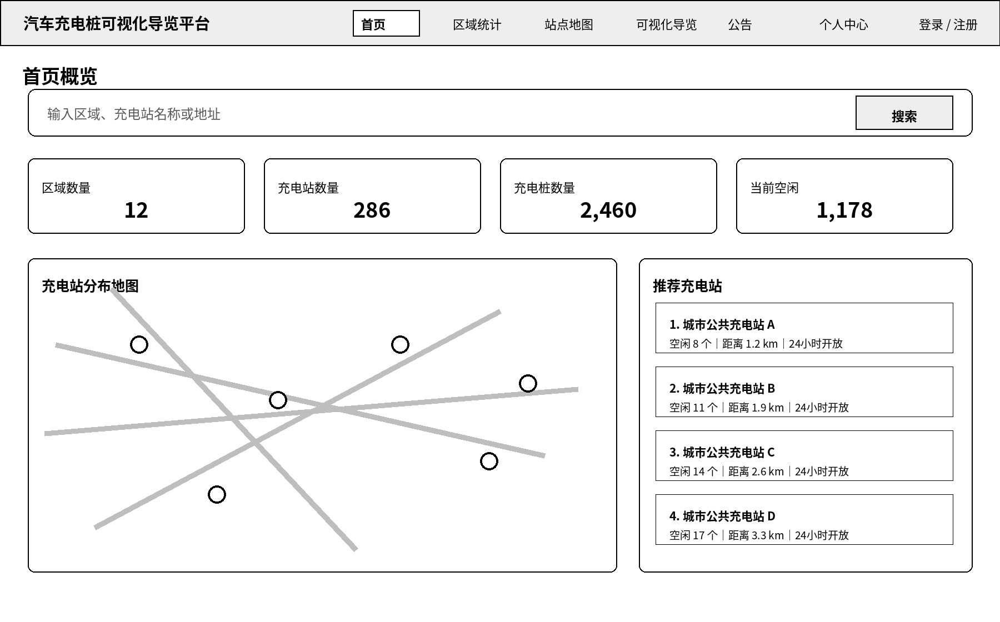 汽车充电桩可视化导览平台
首页 区域统计 站点地图 可视化导览 公告 个人中心 登录 / 注册
首页概览
输入区域、充电站名称或地址 搜索
区域数量 充电站数量 充电桩数量 当前空闲
12 286 2,460 1,178
充电站分布地图
推荐充电站
1. 城市公共充电站 A
空闲 8 个｜距离 1.2 km｜24小时开放
2. 城市公共充电站 B
空闲 11 个｜距离 1.9 km｜24小时开放
3. 城市公共充电站 C
空闲 14 个｜距离 2.6 km｜24小时开放
4. 城市公共充电站 D
空闲 17 个｜距离 3.3 km｜24小时开放